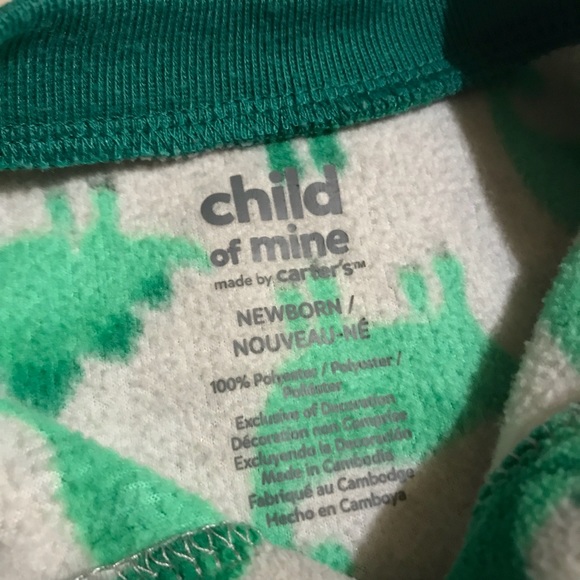 child
of mine
made by carter's™
NEWBORN /
NOUVEAU-NÉ
100% Polyester / Polyester /
Poliéster
Exclusive of Decoration
Décoration non Comprise
Excluyendo la Decoración
Made in Cambodia
Fabriqué au Cambodge
Hecho en Camboya